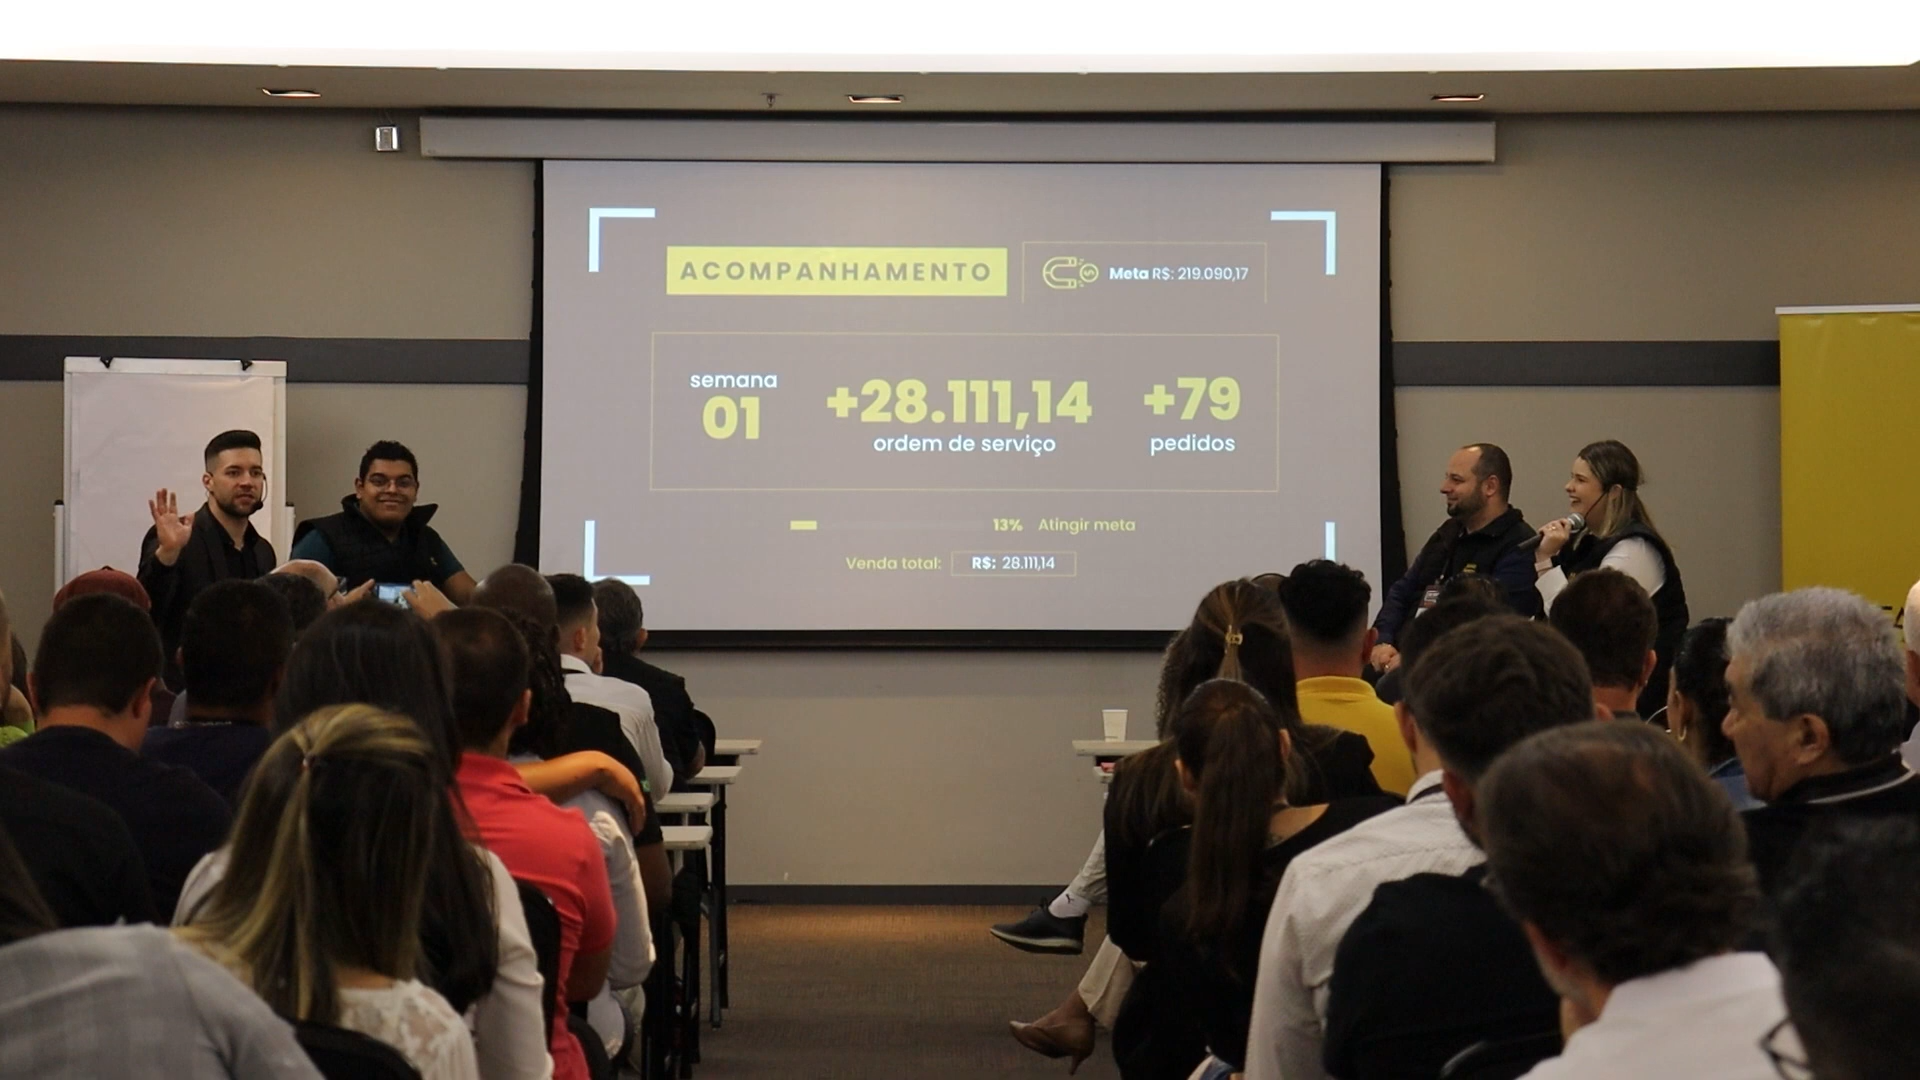 ACOMPANHAMENTO
Meta R$: 219.090,17
semana
01
+28.111,14
ordem de serviço
+79
pedidos
13% Atingir meta
Venda total: R$: 28.111,14